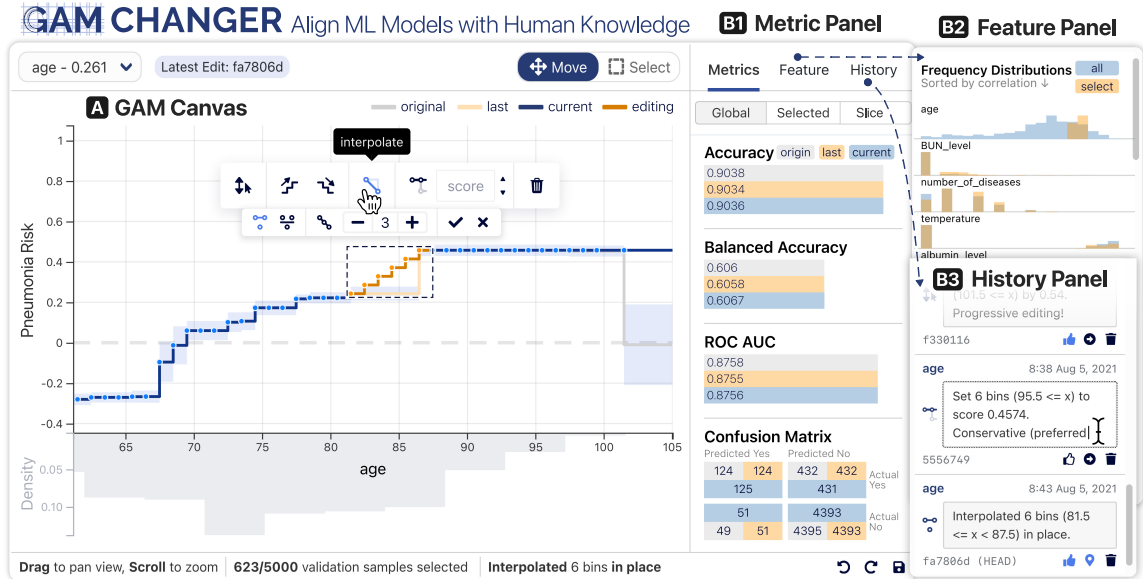 GAM CHANGER Align ML Models with Human Knowledge
B1 Metric Panel
B2 Feature Panel
age - 0.261
Latest Edit: fa7806d
Move
Select
A GAM Canvas
original
last
current
editing
interpolate
score
3
Pneumonia Risk
1
0.8
0.6
0.4
0.2
0
-0.2
-0.4
65
70
75
80
85
90
95
100
105
age
Density
0.05
0.10
Metrics
Feature
History
Global
Selected
Slice
Accuracy origin last current
0.9038
0.9034
0.9036
Balanced Accuracy
0.606
0.6058
0.6067
ROC AUC
0.8758
0.8755
0.8756
Confusion Matrix
Predicted Yes Predicted No
124 124 432 432
125 431
Actual
Yes
51 4393
49 51 4395 4393
Actual
No
Frequency Distributions all
Sorted by correlation ↓ select
age
BUN_level
number_of_diseases
temperature
albumin_level
B3 History Panel
(101.5 <= x) by 0.54.
Progressive editing!
f330116
age 8:38 Aug 5, 2021
Set 6 bins (95.5 <= x) to
score 0.4574.
Conservative (preferred
5556749
age 8:43 Aug 5, 2021
Interpolated 6 bins (81.5
<= x < 87.5) in place.
fa7806d (HEAD)
Drag to pan view, Scroll to zoom
623/5000 validation samples selected
Interpolated 6 bins in place